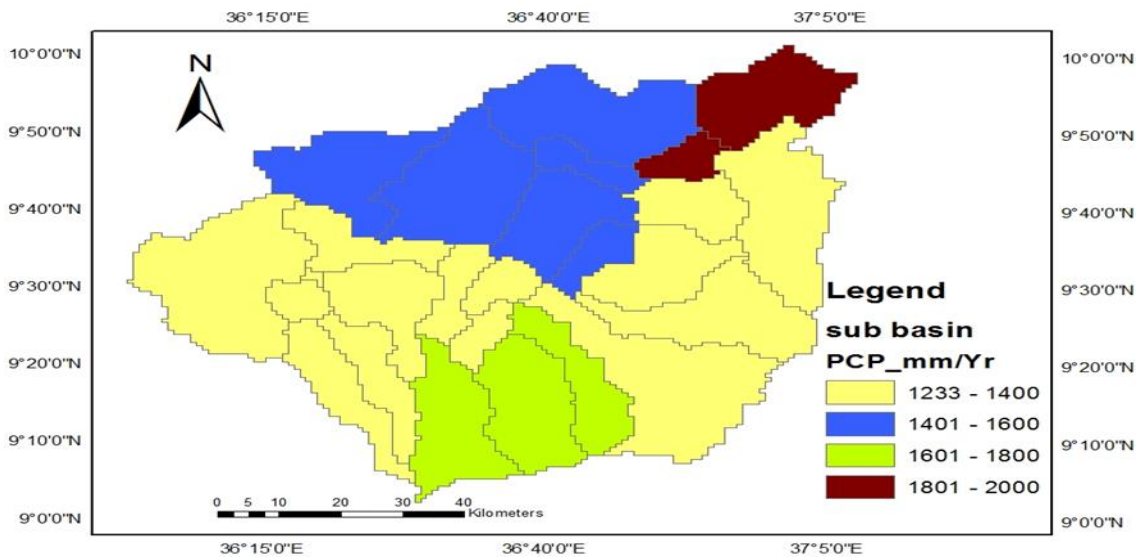 36°15'0"E 36°40'0"E 37°5'0"E
N
10°0'0"N 10°0'0"N
9°50'0"N 9°50'0"N
9°40'0"N 9°40'0"N
9°30'0"N 9°30'0"N
9°20'0"N 9°20'0"N
9°10'0"N 9°10'0"N
9°0'0"N 9°0'0"N
Legend
sub basin
PCP_mm/Yr
1233 - 1400
1401 - 1600
1601 - 1800
1801 - 2000
0 5 10 20 30 40
Kilometers
36°15'0"E 36°40'0"E 37°5'0"E